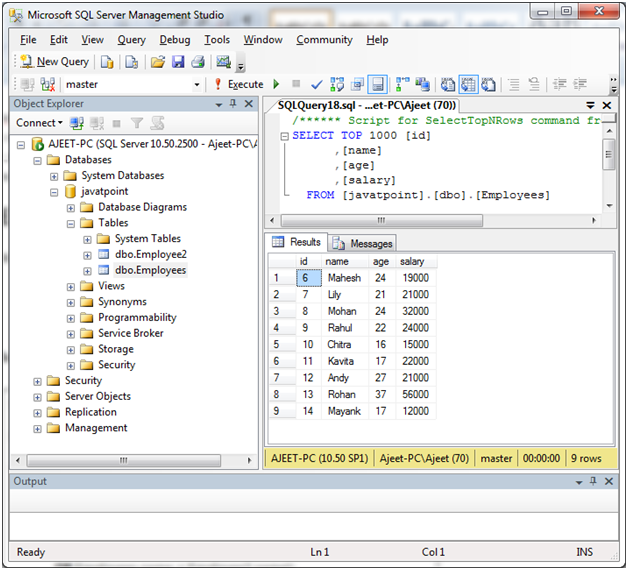 Microsoft SQL Server Management Studio
File Edit View Query Debug Tools Window Community Help
New Query
master Execute
Object Explorer
Connect
AJEET-PC (SQL Server 10.50.2500 - Ajeet-PC\A
Databases
System Databases
javatpoint
Database Diagrams
Tables
System Tables
dbo.Employee2
dbo.Employees
Views
Synonyms
Programmability
Service Broker
Storage
Security
Security
Server Objects
Replication
Management
SQLQuery18.sql - ...et-PC\Ajeet (70))
/****** Script for SelectTopNRows command fr
SELECT TOP 1000 [id]
,[name]
,[age]
,[salary]
FROM [javatpoint].[dbo].[Employees]
Results Messages
id name age salary
1 6 Mahesh 24 19000
2 7 Lily 21 21000
3 8 Mohan 24 32000
4 9 Rahul 22 24000
5 10 Chitra 16 15000
6 11 Kavita 17 22000
7 12 Andy 27 21000
8 13 Rohan 37 56000
9 14 Mayank 17 12000
AJEET-PC (10.50 SP1) Ajeet-PC\Ajeet (70) master 00:00:00 9 rows
Output
Ready Ln 1 Col 1 INS